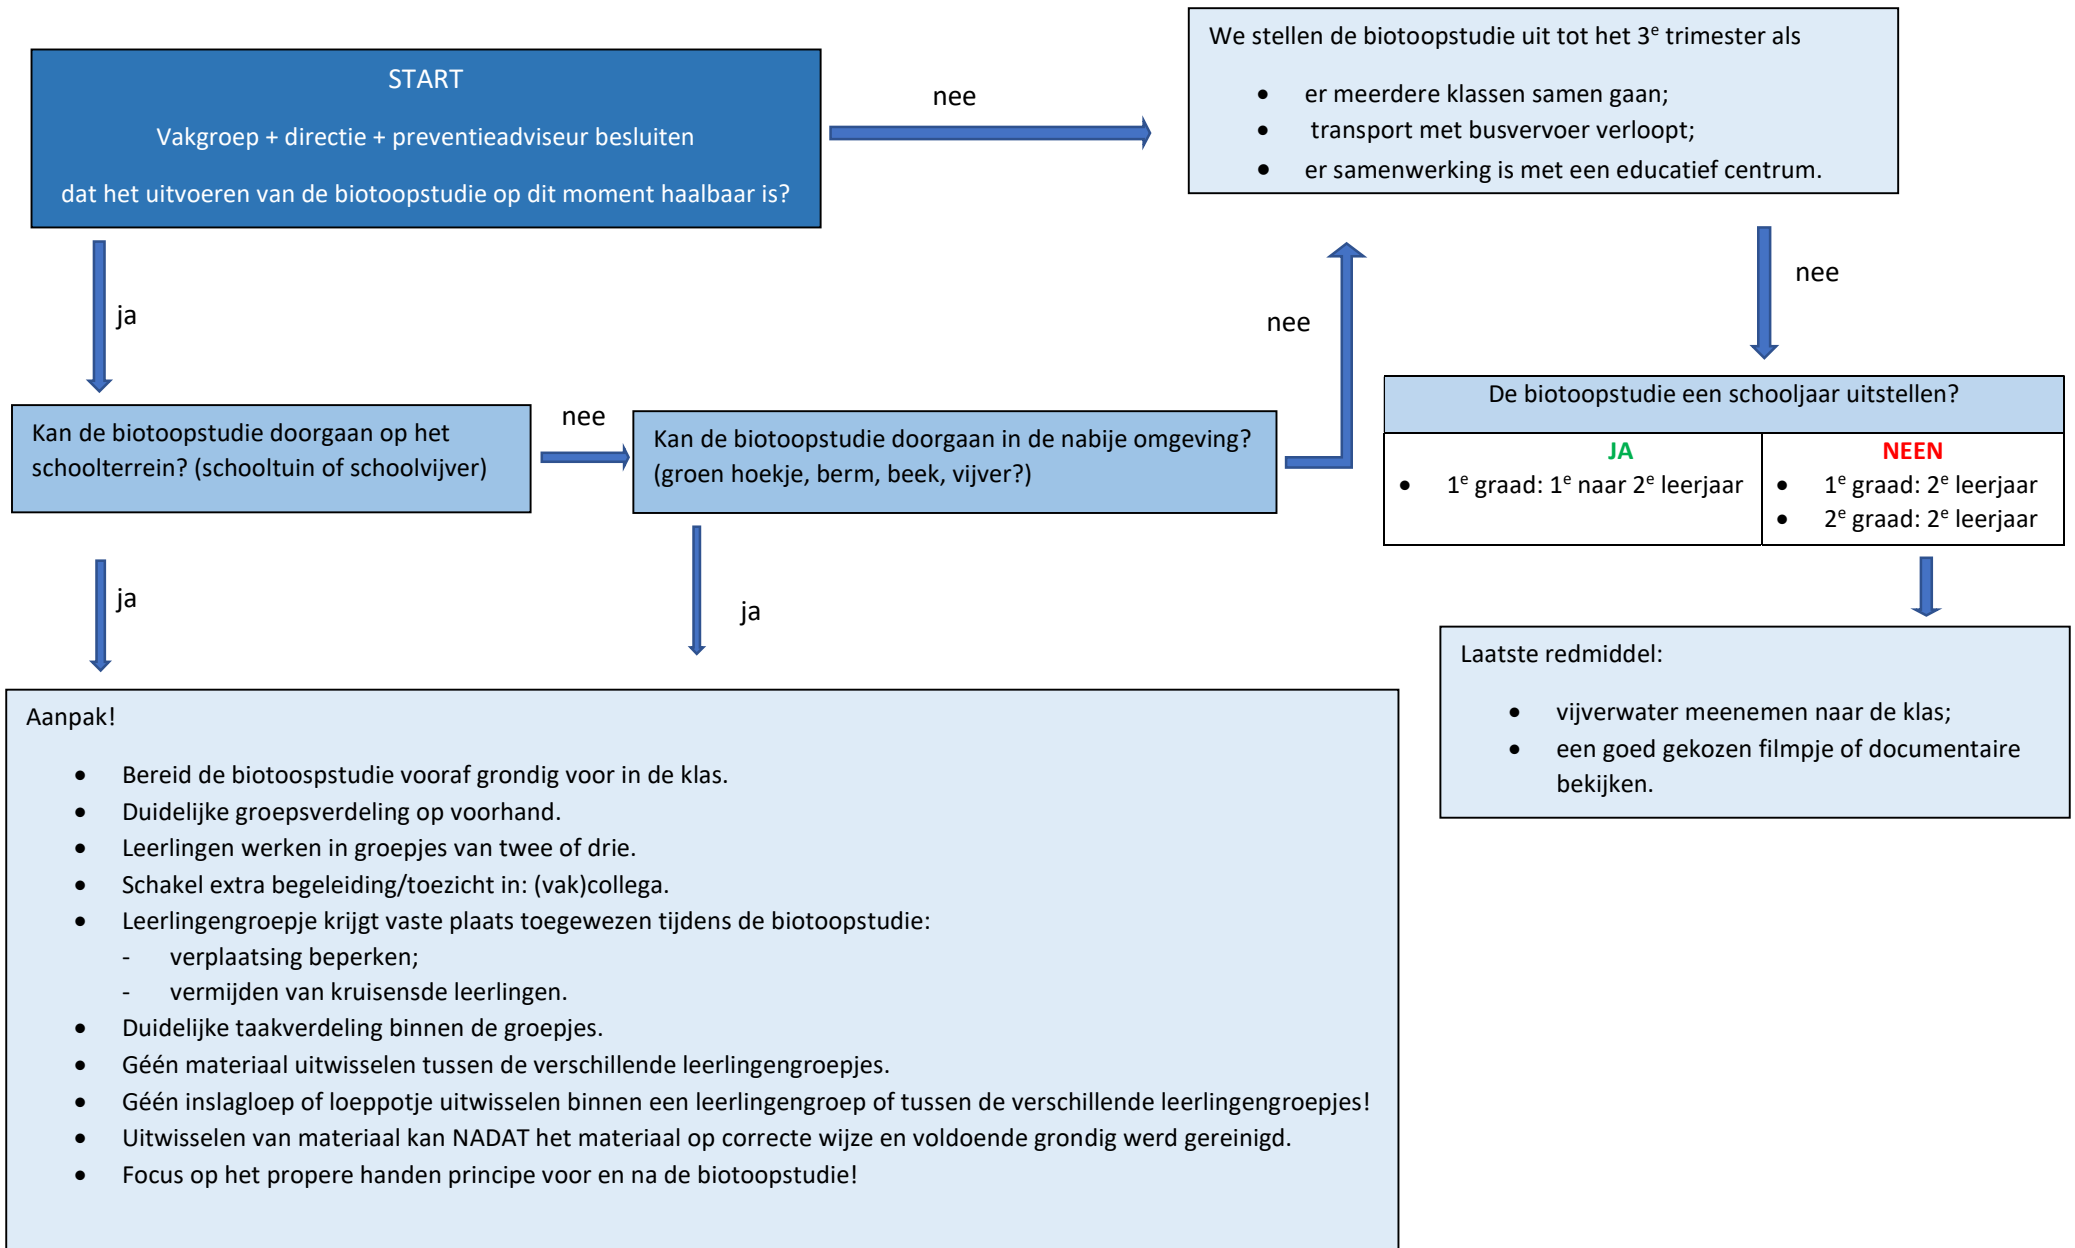 START
Vakgroep + directie + preventieadviseur besluiten
dat het uitvoeren van de biotoopstudie op dit moment haalbaar is?
nee
We stellen de biotoopstudie uit tot het 3e trimester als
• er meerdere klassen samen gaan;
• transport met busvervoer verloopt;
• er samenwerking is met een educatief centrum.
ja
nee
nee
Kan de biotoopstudie doorgaan op het
schoolterrein? (schooltuin of schoolvijver)
nee
Kan de biotoopstudie doorgaan in de nabije omgeving?
(groen hoekje, berm, beek, vijver?)
De biotoopstudie een schooljaar uitstellen?
JA
• 1e graad: 1e naar 2e leerjaar
NEEN
• 1e graad: 2e leerjaar
• 2e graad: 2e leerjaar
ja
ja
Laatste redmiddel:
• vijverwater meenemen naar de klas;
• een goed gekozen filmpje of documentaire
bekijken.
Aanpak!
• Bereid de biotoospstudie vooraf grondig voor in de klas.
• Duidelijke groepsverdeling op voorhand.
• Leerlingen werken in groepjes van twee of drie.
• Schakel extra begeleiding/toezicht in: (vak)collega.
• Leerlingengroepje krijgt vaste plaats toegewezen tijdens de biotoopstudie:
- verplaatsing beperken;
- vermijden van kruisensde leerlingen.
• Duidelijke taakverdeling binnen de groepjes.
• Géén materiaal uitwisselen tussen de verschillende leerlingengroepjes.
• Géén inslagloep of loeppotje uitwisselen binnen een leerlingengroep of tussen de verschillende leerlingengroepjes!
• Uitwisselen van materiaal kan NADAT het materiaal op correcte wijze en voldoende grondig werd gereinigd.
• Focus op het propere handen principe voor en na de biotoopstudie!